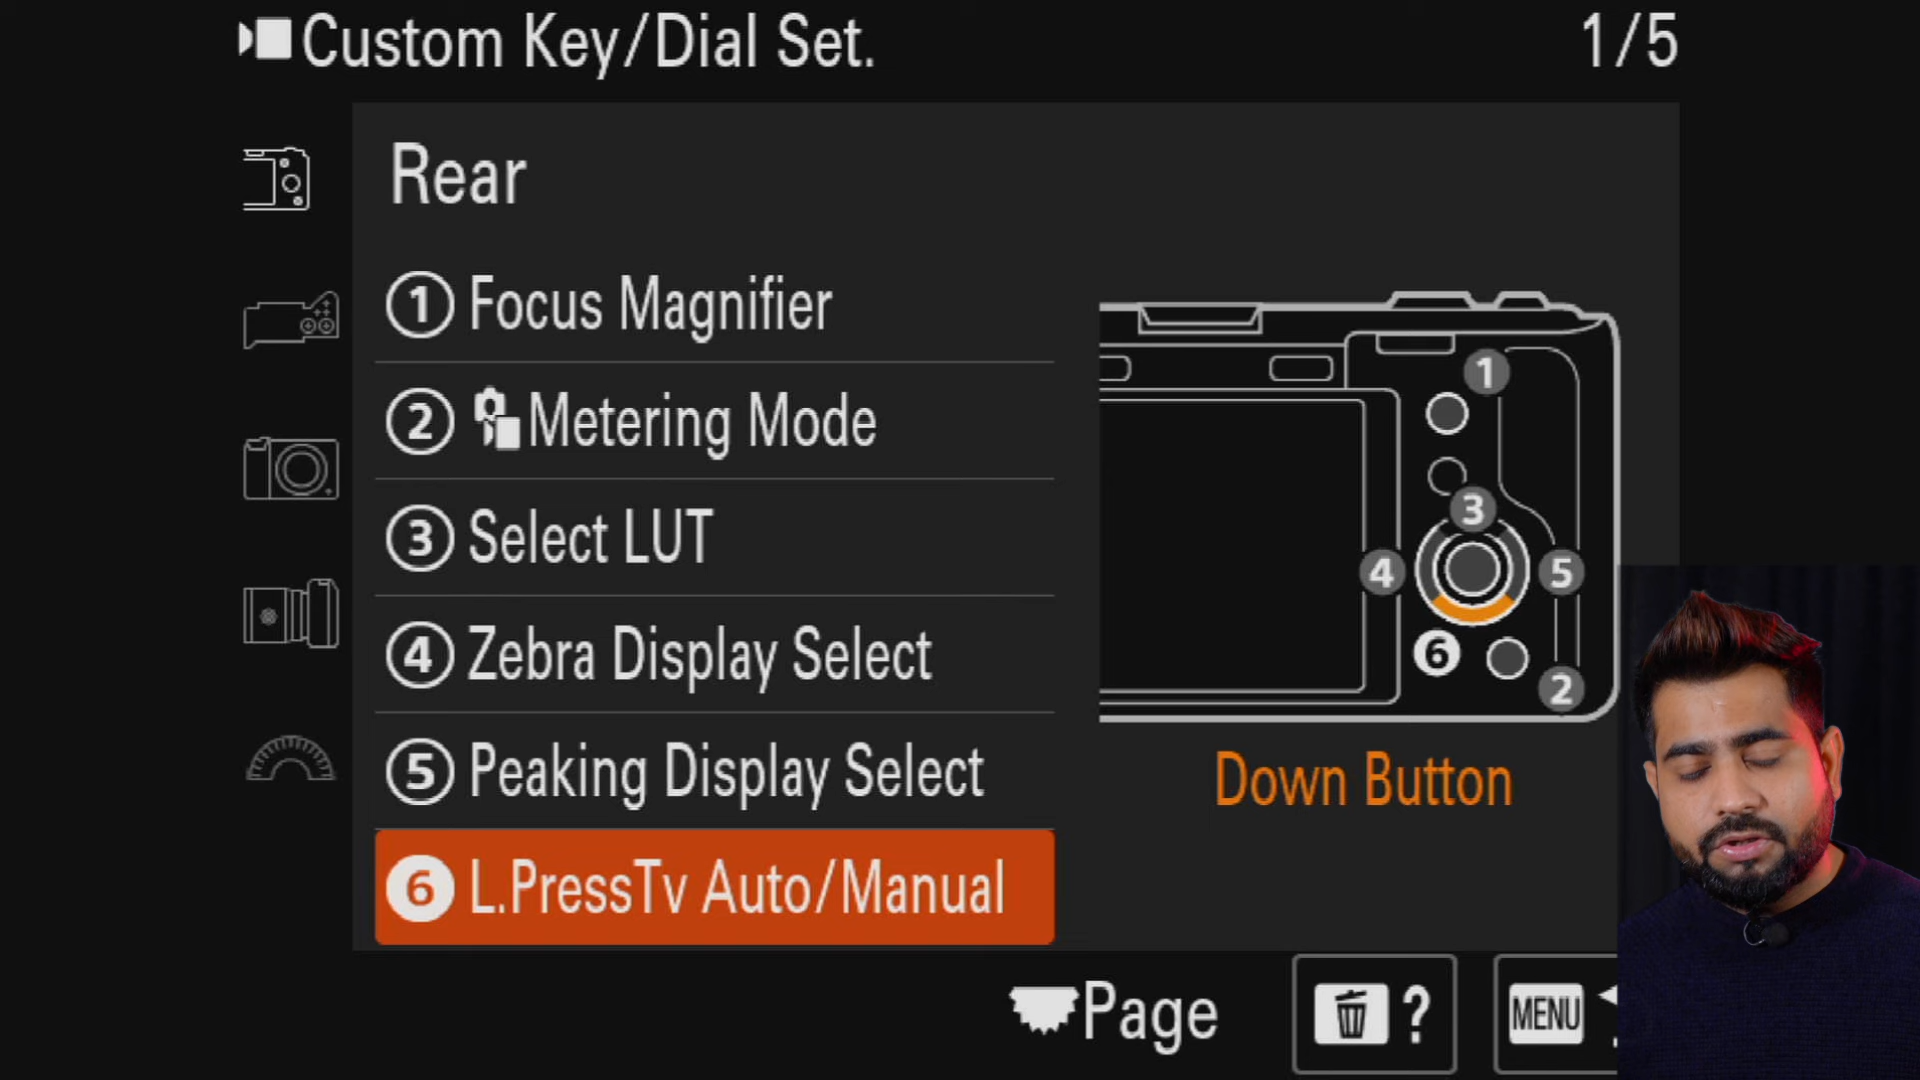 Custom Key/Dial Set. 1/5
Rear
1 Focus Magnifier
2 Metering Mode
3 Select LUT
4 Zebra Display Select
5 Peaking Display Select
6 L.PressTv Auto/Manual
1
3
4 5
6
2
Down Button
Page ? MENU